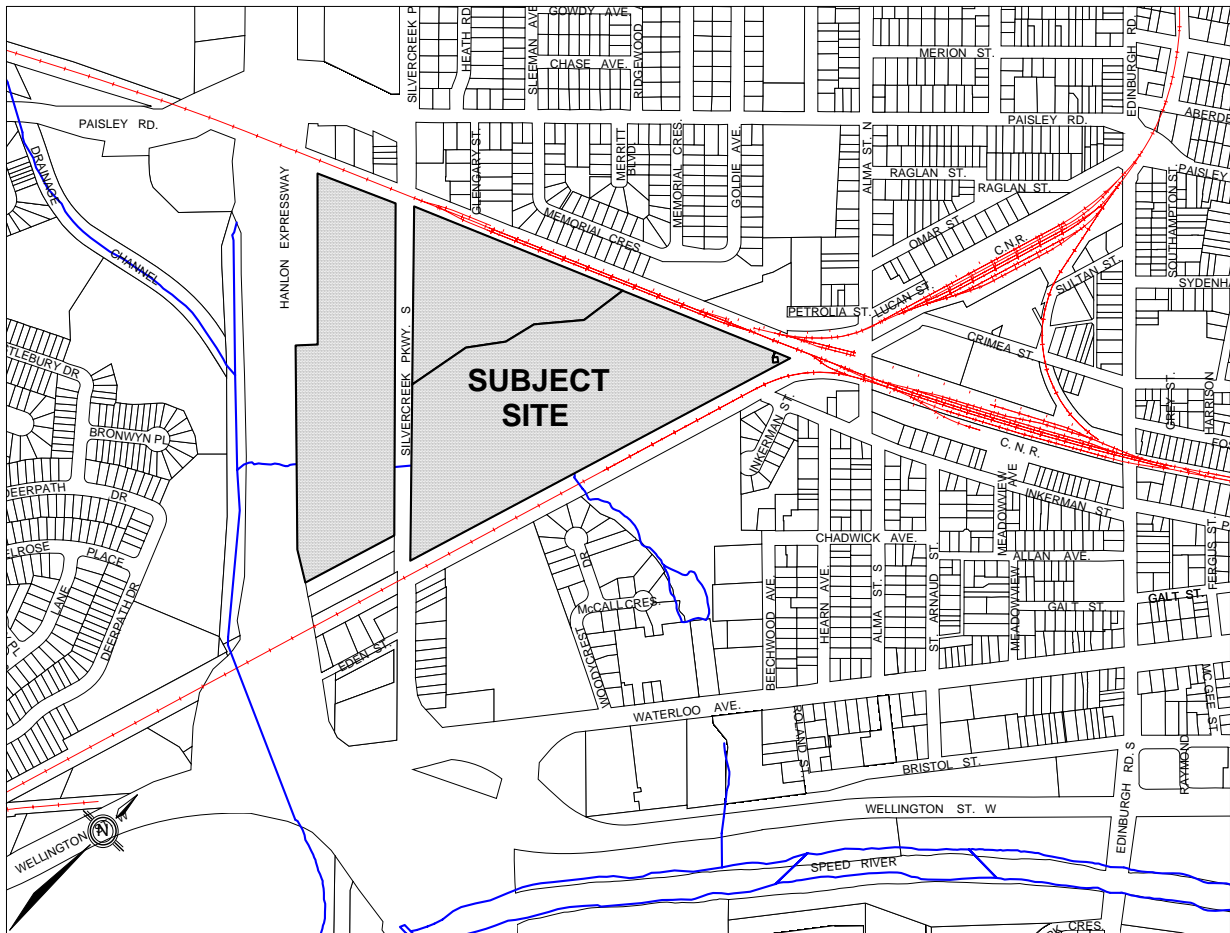 GOWDY AVE.
SILVERCREEK P
HEATH RD.
SLEEMAN AVE
CHASE AVE.
RIDGEWOOD
MERION ST.
EDINBURGH RD.
PAISLEY RD.
PAISLEY RD.
ABERDE
ALMA ST. N
RAGLAN ST.
RAGLAN ST.
PAISLEY
DRAINAGE
CHANNEL
HANLON EXPRESSWAY
GLENGARY ST.
MERRITT
BLVD.
MEMORIAL CRES.
GOLDIE AVE.
MEMORIAL CRES.
OMAR ST.
C.N.R.
SOUTHAMPTON ST.
SULTAN ST.
SYDENHA
LUCAN ST.
PETROLIA ST.
CRIMEA ST.
SILVERCREEK PKWY. S
6
SUBJECT
SITE
TTLEBURY DR
BRONWYN PL
DEERPATH
DR
ELROSE
PLACE
LANE
DEERPATH DR
PL
INKERMAN ST.
C. N. R.
GREY ST.
HARRISON
FO
MEADOWVIEW
AVE
INKERMAN ST
CHADWICK AVE.
ALLAN AVE.
FERGUS ST.
DR
McCALL CRES.
WOODYCREST
BEECHWOOD AVE.
HEARN AVE.
ALMA ST. S
ST. ARNAUD ST.
MEADOWVIEW
GALT ST.
GALT ST.
EDEN ST.
WATERLOO AVE.
ROLAND ST.
MC GEE ST
BRISTOL ST.
RAYMOND
EDINBURGH RD. S
WELLINGTON ST. W
WELLINGTON
W
N
SPEED RIVER
CRES.